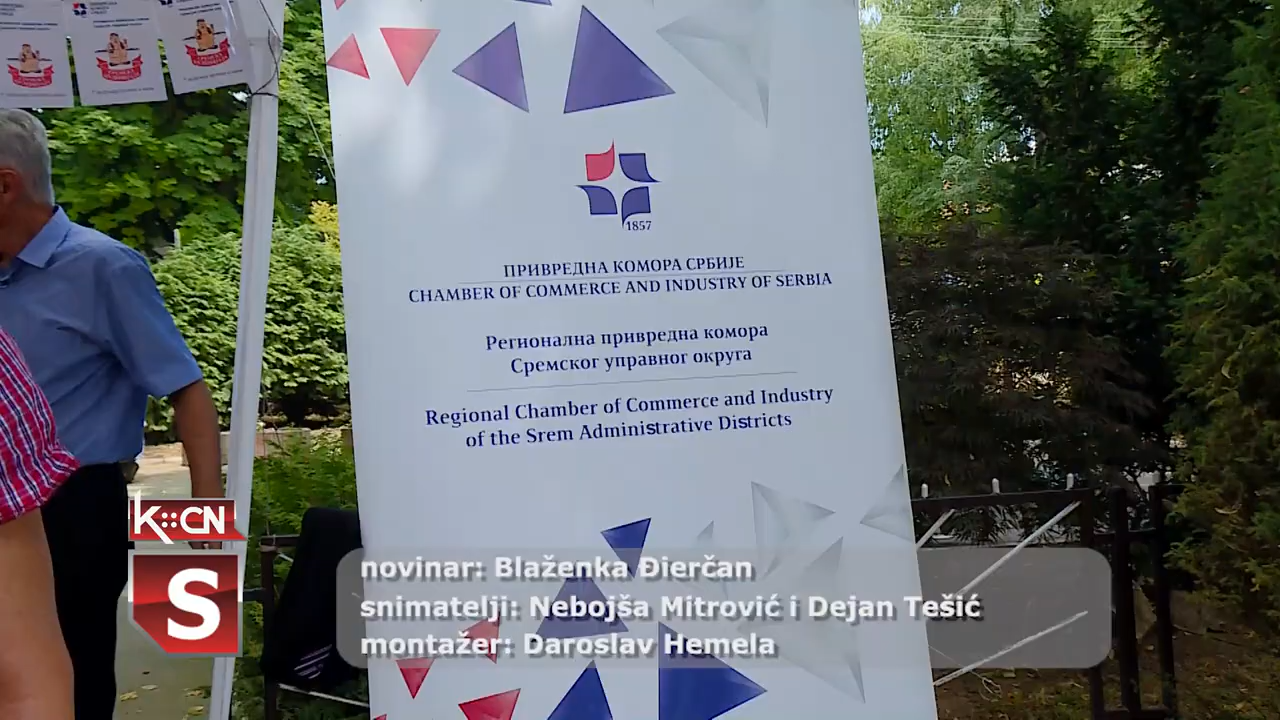 1857
ПРИВРЕДНА КОМОРА СРБИЈЕ
CHAMBER OF COMMERCE AND INDUSTRY OF SERBIA
Регионална привредна комора
Сремског управног округа
Regional Chamber of Commerce and Industry
of the Srem Administrative Districts
K::CN
S
novinar: Blaženka Đierčan
snimatelji: Nebojša Mitrović i Dejan Tešić
montažer: Daroslav Hemela